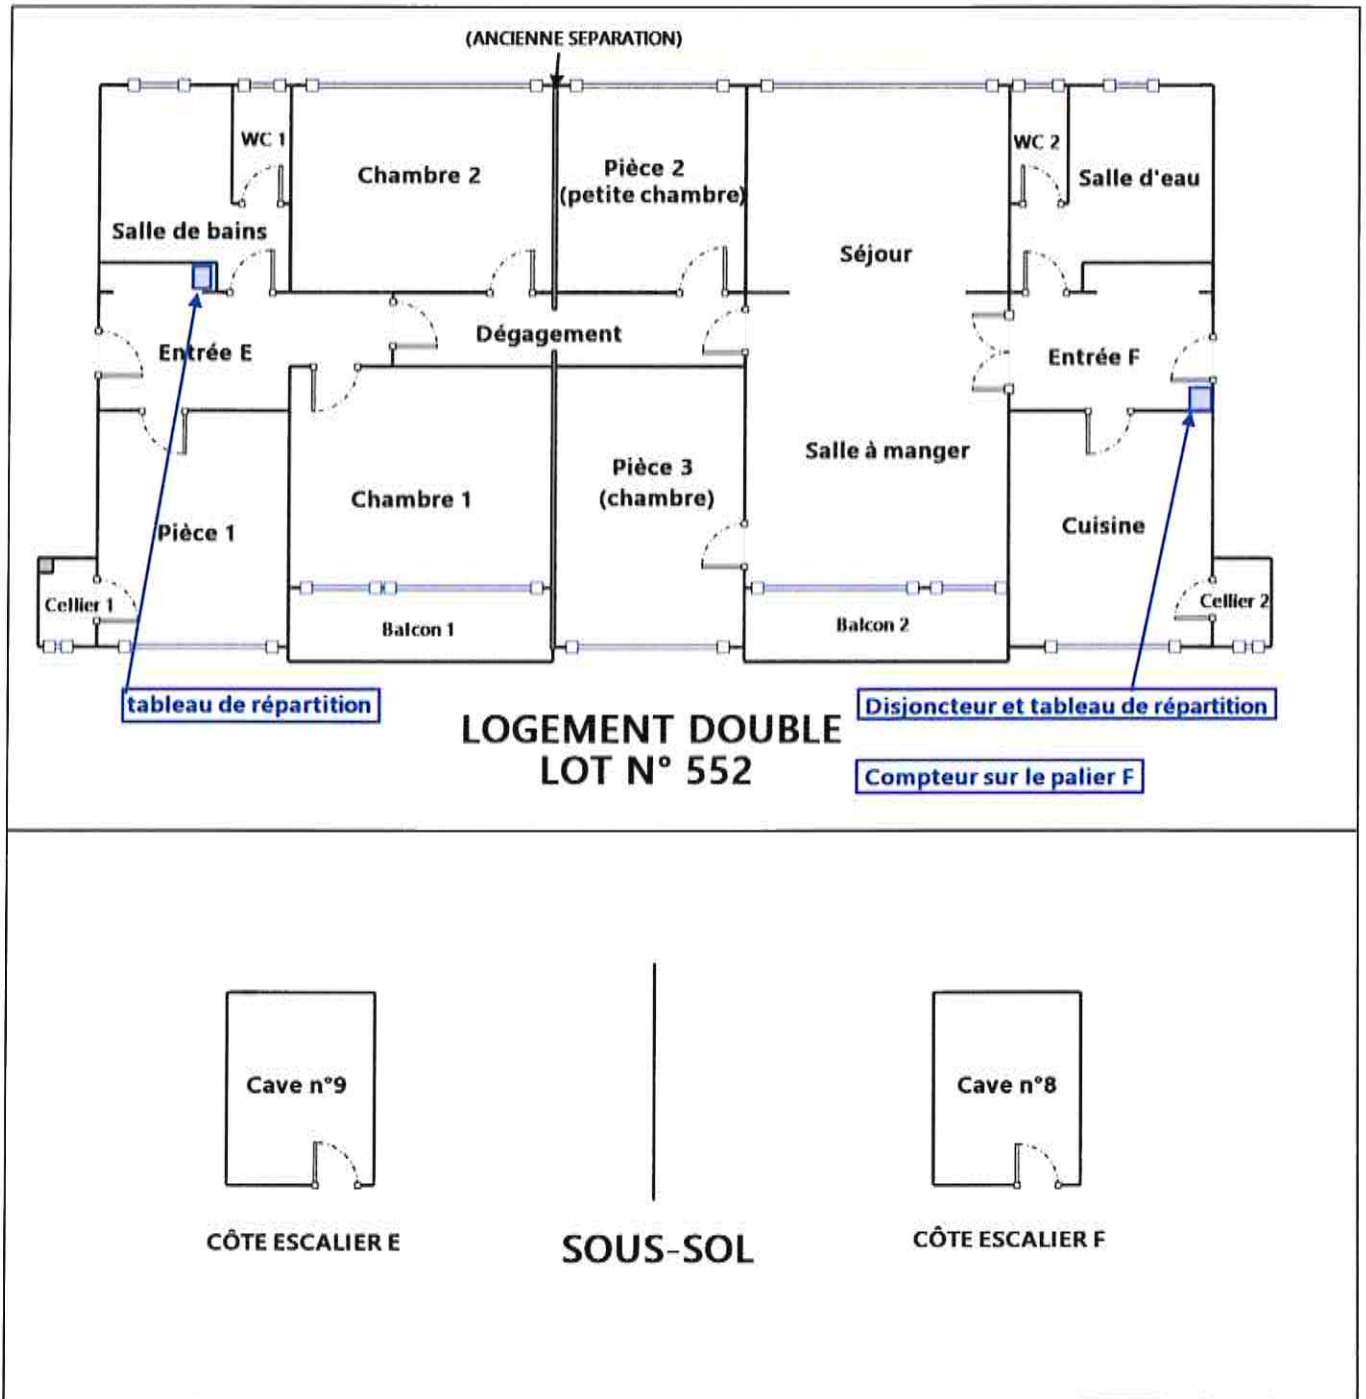 (ANCIENNE SEPARATION)
WC 1
Chambre 2
Pièce 2
(petite chambre)
WC 2
Salle d'eau
Salle de bains
Séjour
Entrée E
Dégagement
Entrée F
Salle à manger
Pièce 3
(chambre)
Chambre 1
Pièce 1
Cuisine
Cellier 1
Balcon 1
Balcon 2
Cellier 2
tableau de répartition
Disjoncteur et tableau de répartition
LOGEMENT DOUBLE
LOT N° 552
Compteur sur le palier F
Cave n°9
Cave n°8
CÔTE ESCALIER E
SOUS-SOL
CÔTE ESCALIER F